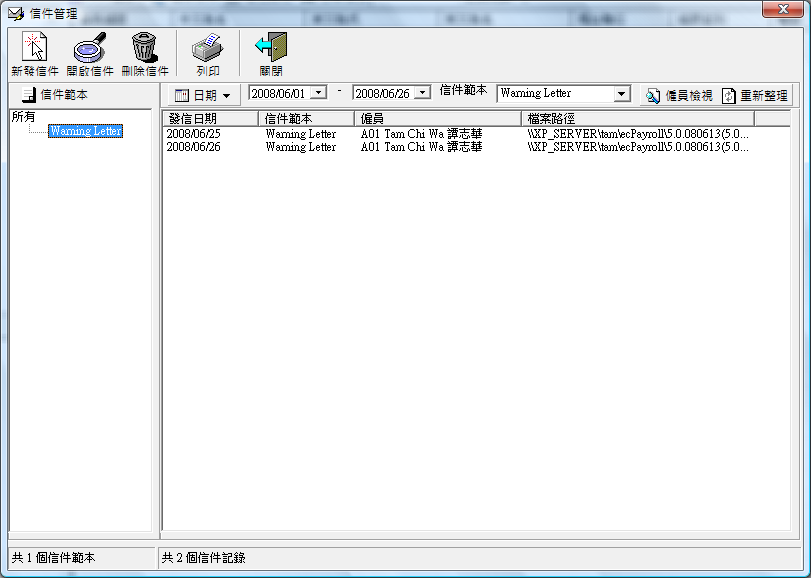 信件管理
新發信件 開啟信件 刪除信件 列印 關閉
信件範本
日期 2008/06/01 - 2008/06/26 信件範本 Warning Letter 僱員檢視 重新整理
所有
Warning Letter
發信日期 信件範本 僱員 檔案路徑
2008/06/25 Warning Letter A01 Tam Chi Wa 譚志華 \\XP_SERVER\tam\ecPayroll\5.0.080613(5.0...
2008/06/26 Warning Letter A01 Tam Chi Wa 譚志華 \\XP_SERVER\tam\ecPayroll\5.0.080613(5.0...
共 1 個信件範本 共 2 個信件記錄